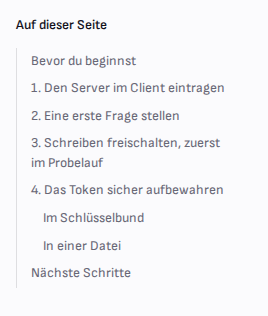 Auf dieser Seite
Bevor du beginnst
1. Den Server im Client eintragen
2. Eine erste Frage stellen
3. Schreiben freischalten, zuerst
im Probelauf
4. Das Token sicher aufbewahren
Im Schlüsselbund
In einer Datei
Nächste Schritte